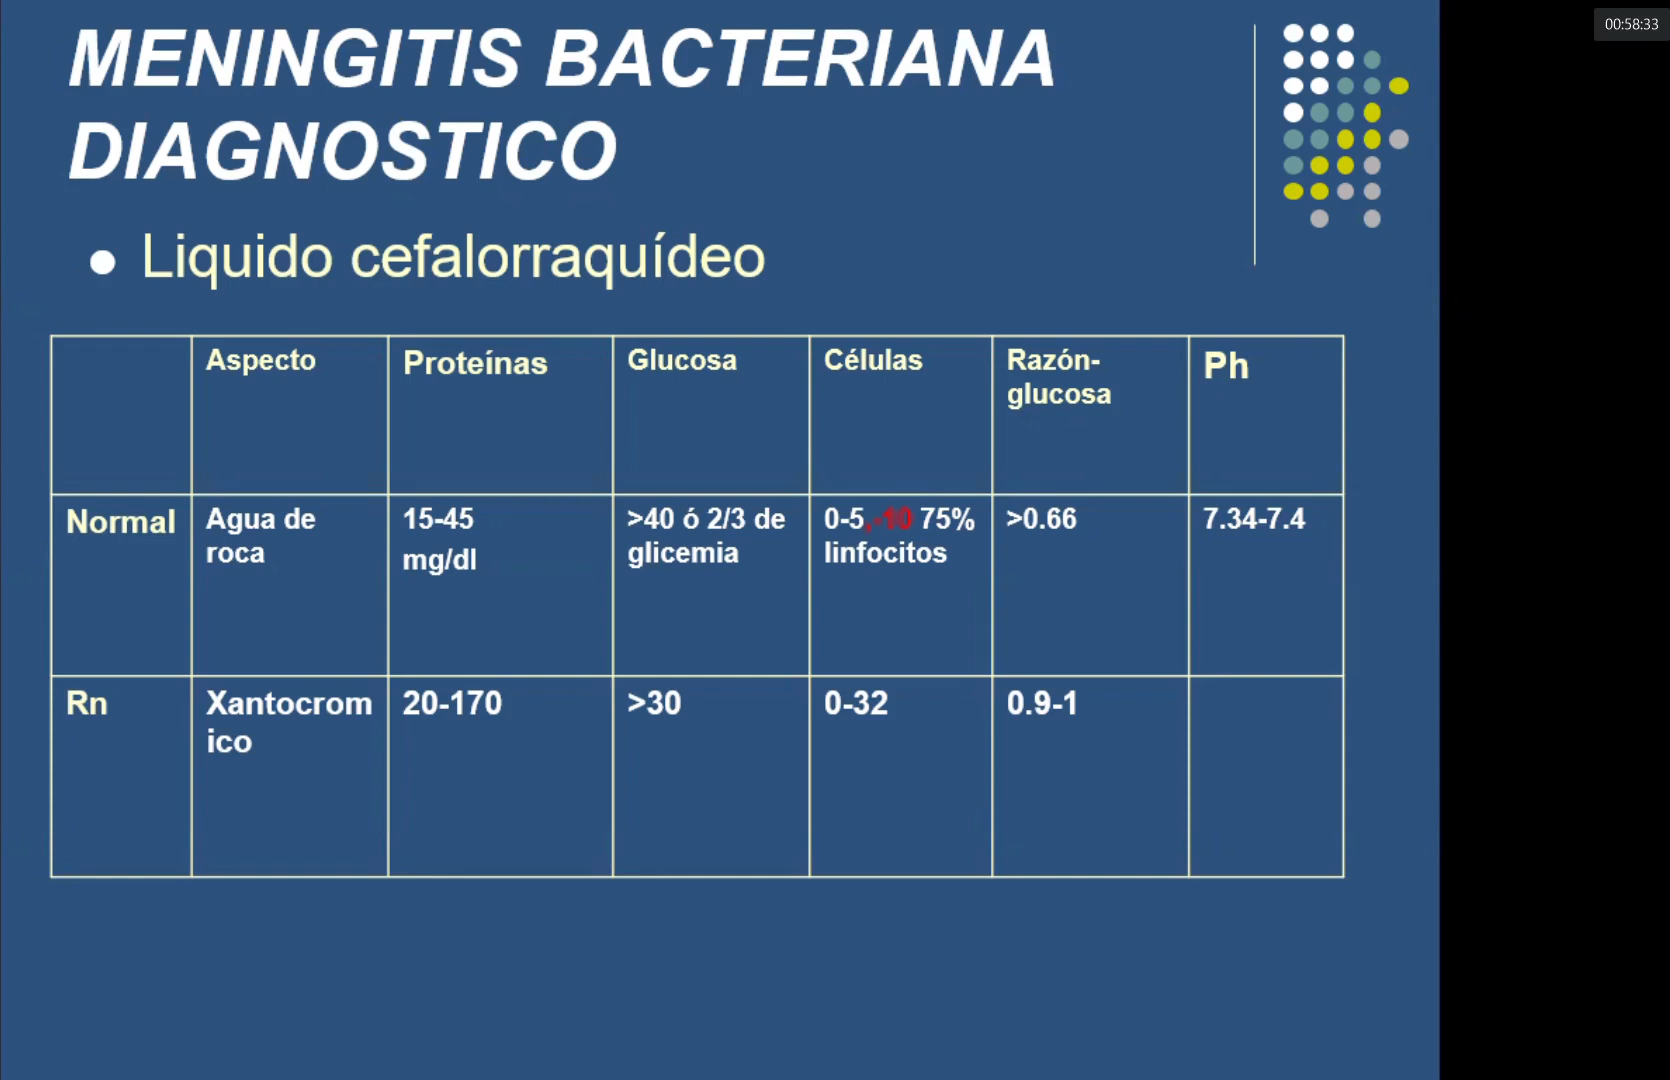 00:58:33
MENINGITIS BACTERIANA
DIAGNOSTICO
Liquido cefalorraquídeo
Aspecto
Proteínas
Glucosa
Células
Razón-
glucosa
Ph
Normal
Agua de
roca
15-45
mg/dl
>40 ó 2/3 de
glicemia
0-5,-10 75%
linfocitos
>0.66
7.34-7.4
Rn
Xantocrom
ico
20-170
>30
0-32
0.9-1